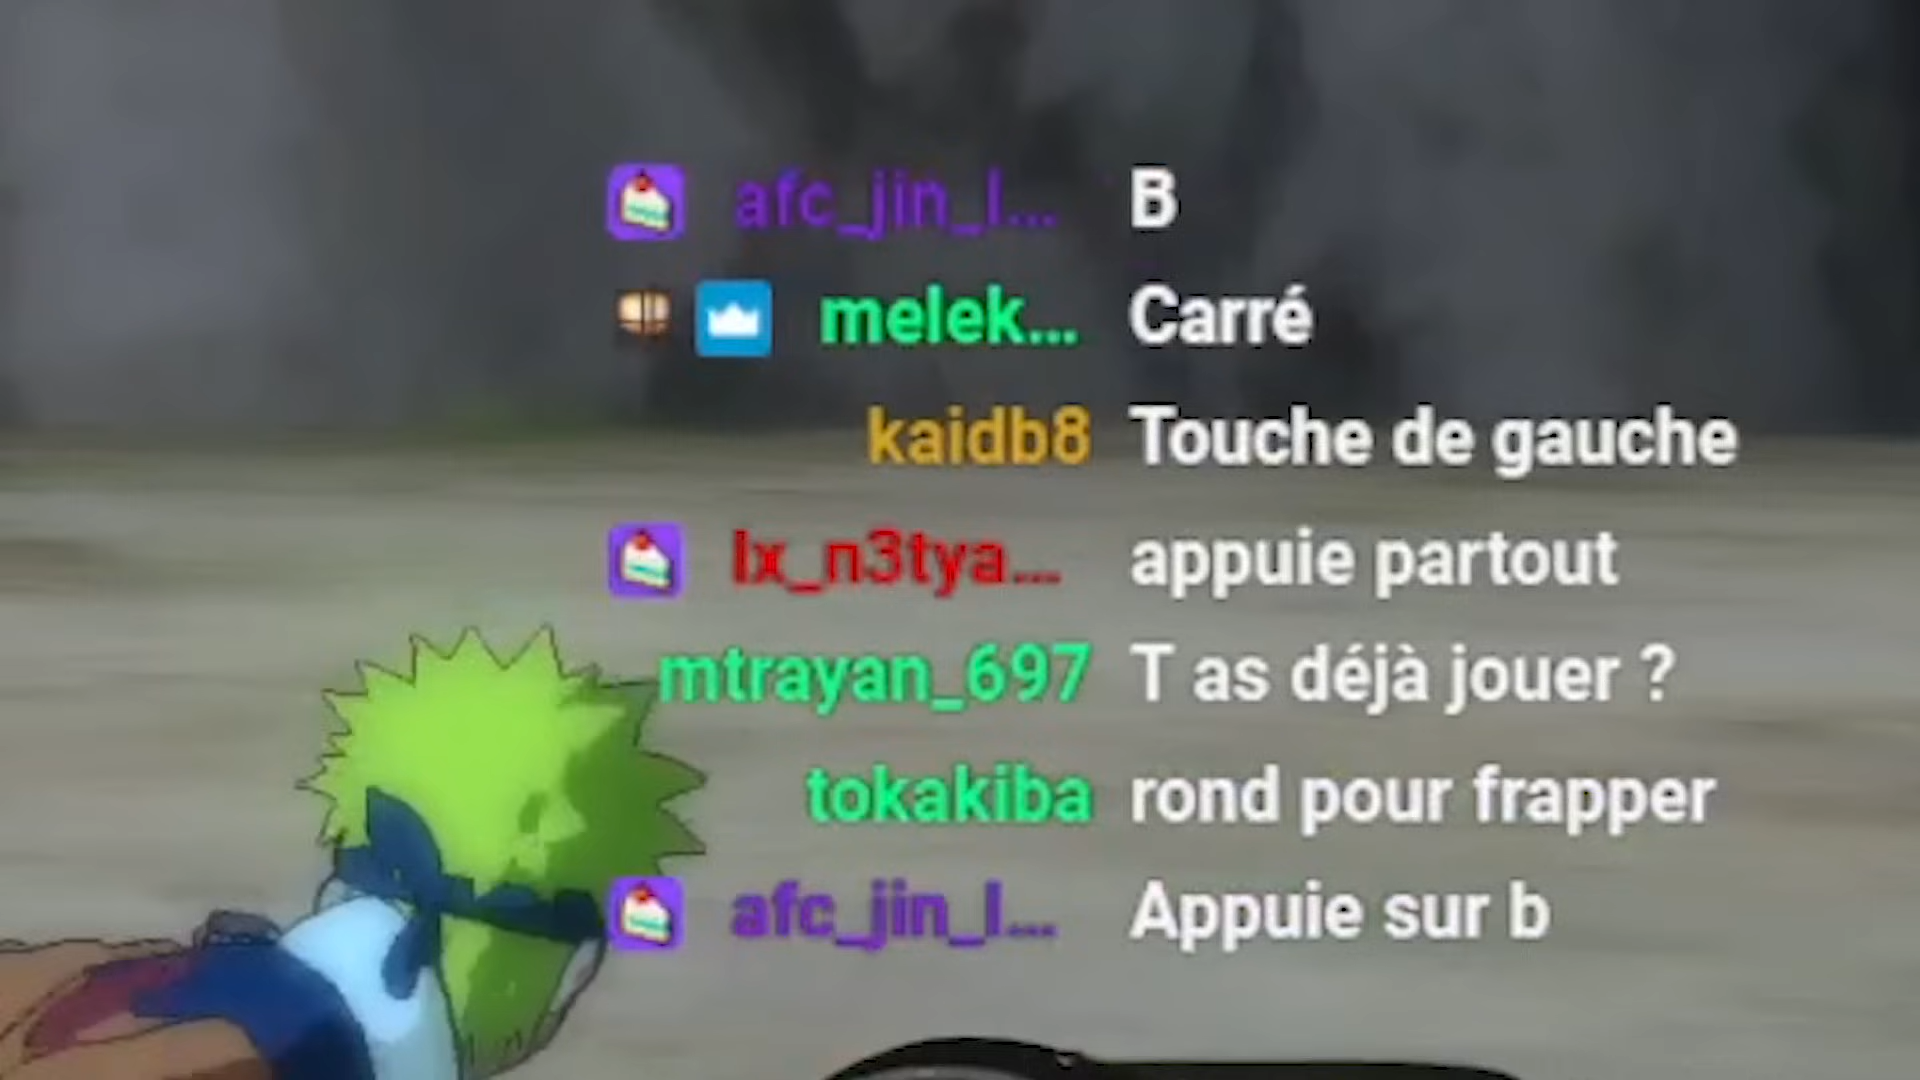 afc_jin_l... B
melek... Carré
kaidb8 Touche de gauche
lx_n3tya... appuie partout
mtrayan_697 T as déjà jouer ?
tokakiba rond pour frapper
afc_jin_l... Appuie sur b